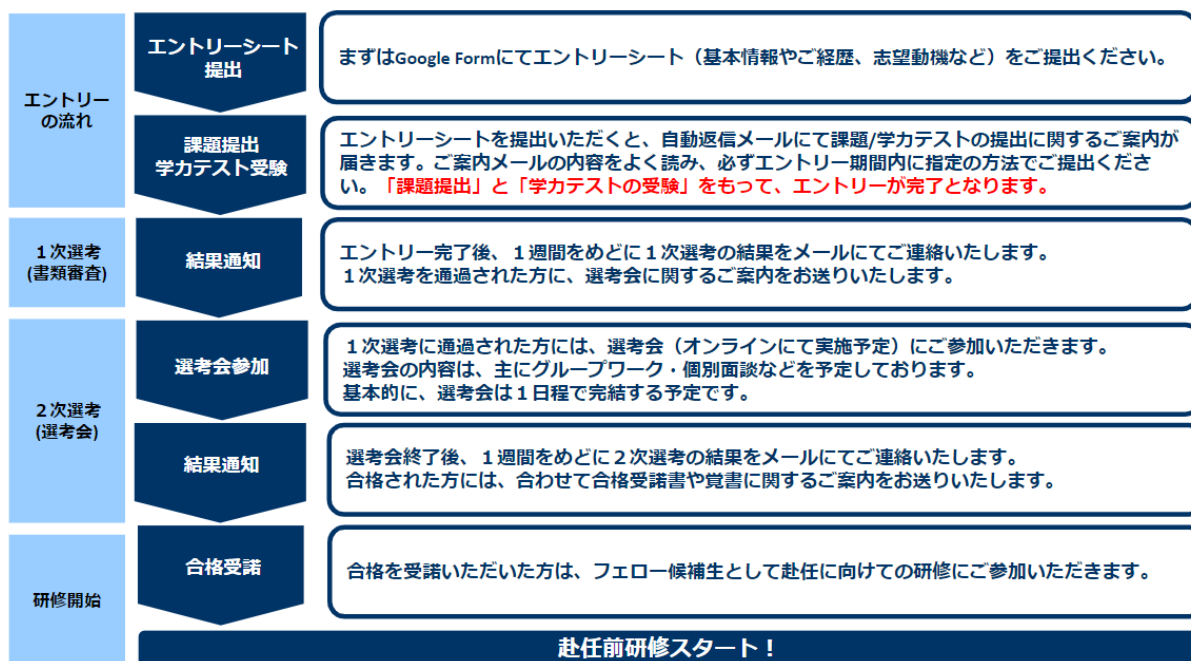 エントリー
の流れ
エントリーシート
提出
まずはGoogle Formにてエントリーシート（基本情報やご経歴、志望動機など）をご提出ください。
課題提出
学力テスト受験
エントリーシートを提出いただくと、自動返信メールにて課題/学力テストの提出に関するご案内が
届きます。ご案内メールの内容をよく読み、必ずエントリー期間内に指定の方法でご提出くださ
い。「課題提出」と「学力テストの受験」をもって、エントリーが完了となります。
１次選考
(書類審査)
結果通知
エントリー完了後、１週間をめどに１次選考の結果をメールにてご連絡いたします。
１次選考を通過された方に、選考会に関するご案内をお送りいたします。
２次選考
(選考会)
選考会参加
１次選考に通過された方には、選考会（オンラインにて実施予定）にご参加いただきます。
選考会の内容は、主にグループワーク・個別面談などを予定しております。
基本的に、選考会は１日程で完結する予定です。
結果通知
選考会終了後、１週間をめどに２次選考の結果をメールにてご連絡いたします。
合格された方には、合わせて合格受諾書や覚書に関するご案内をお送りいたします。
研修開始
合格受諾
合格を受諾いただいた方は、フェロー候補生として赴任に向けての研修にご参加いただきます。
赴任前研修スタート！